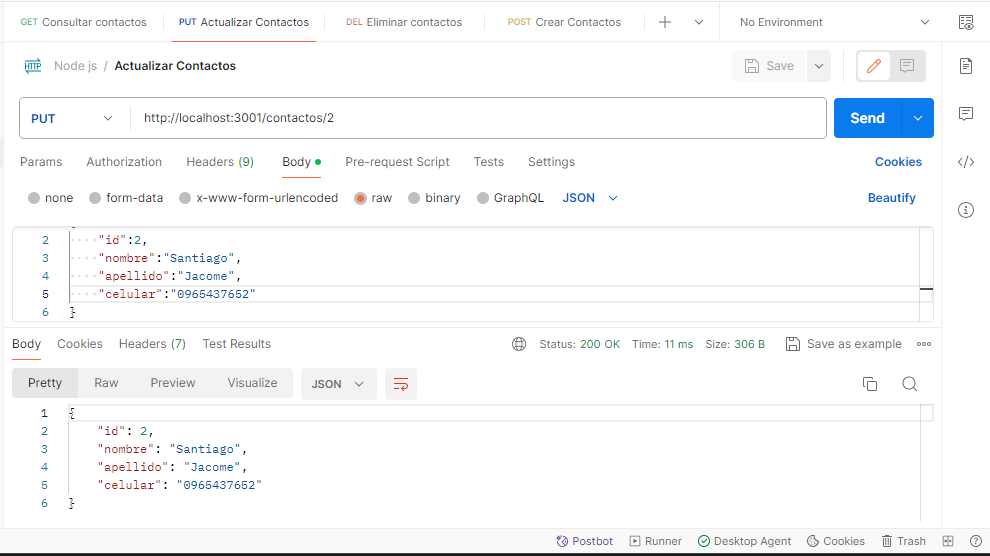 GET Consultar contactos PUT Actualizar Contactos DEL Eliminar contactos POST Crear Contactos No Environment
HTTP Node js / Actualizar Contactos Save
PUT http://localhost:3001/contactos/2 Send
Params Authorization Headers (9) Body Pre-request Script Tests Settings Cookies
none form-data x-www-form-urlencoded raw binary GraphQL JSON Beautify
2 "id":2,
3 "nombre":"Santiago",
4 "apellido":"Jacome",
5 "celular":"0965437652"
6 }
Body Cookies Headers (7) Test Results Status: 200 OK Time: 11 ms Size: 306 B Save as example
Pretty Raw Preview Visualize JSON
1 {
2 "id": 2,
3 "nombre": "Santiago",
4 "apellido": "Jacome",
5 "celular": "0965437652"
6 }
Postbot Runner Desktop Agent Cookies Trash